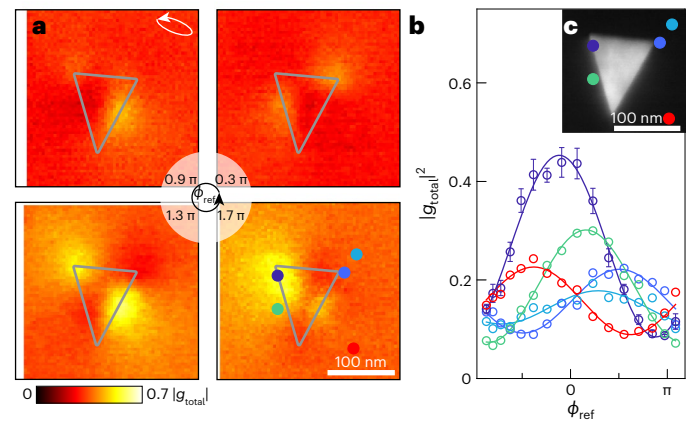 a
0.9 π
0.3 π
ϕref
1.3 π
1.7 π
100 nm
0
0.7 |gtotal|
b
|gtotal|²
0.6
0.4
0.2
0
0
π
ϕref
c
100 nm